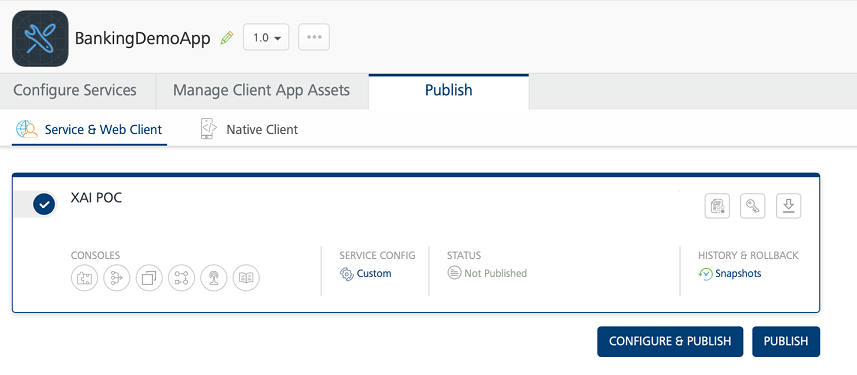 BankingDemoApp 1.0
Configure Services Manage Client App Assets Publish
Service & Web Client Native Client
XAI POC
CONSOLES SERVICE CONFIG STATUS HISTORY & ROLLBACK
Custom Not Published Snapshots
CONFIGURE & PUBLISH PUBLISH